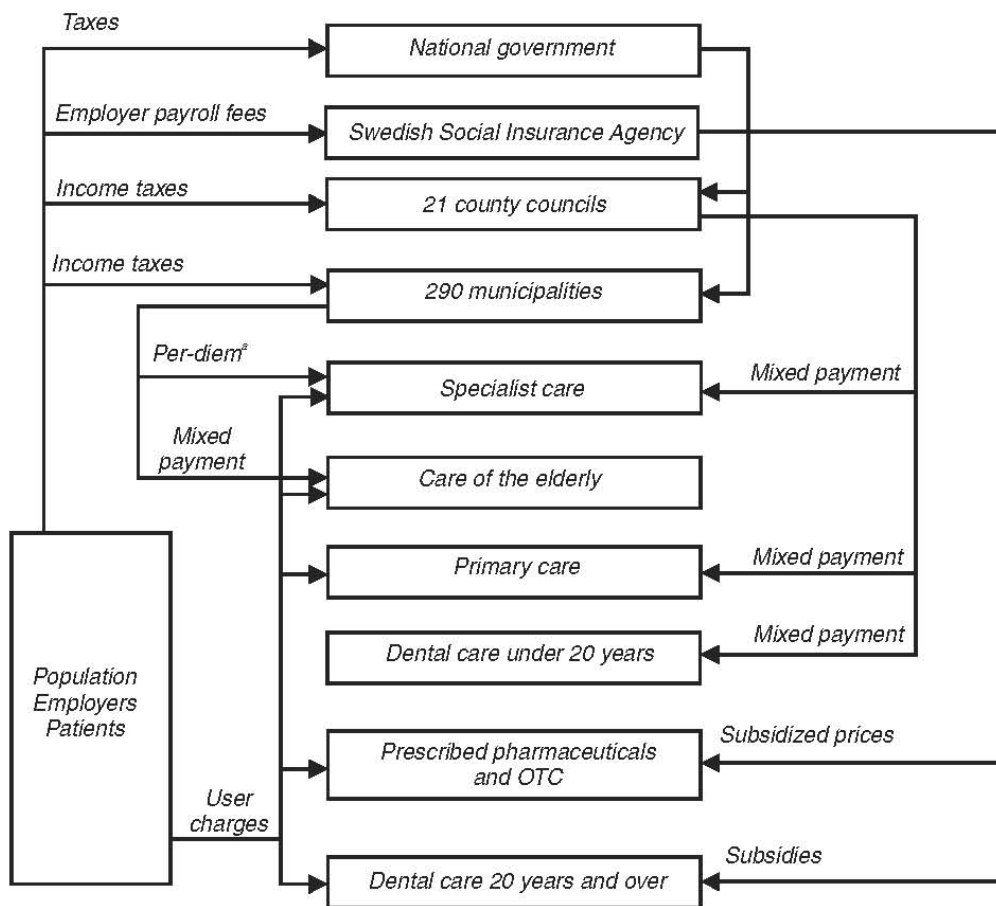 Taxes
National government
Employer payroll fees
Swedish Social Insurance Agency
Income taxes
21 county councils
Income taxes
290 municipalities
Per-diemª
Specialist care
Mixed payment
Mixed
payment
Care of the elderly
Primary care
Mixed payment
Dental care under 20 years
Mixed payment
Population
Employers
Patients
Prescribed pharmaceuticals
and OTC
Subsidized prices
User
charges
Dental care 20 years and over
Subsidies